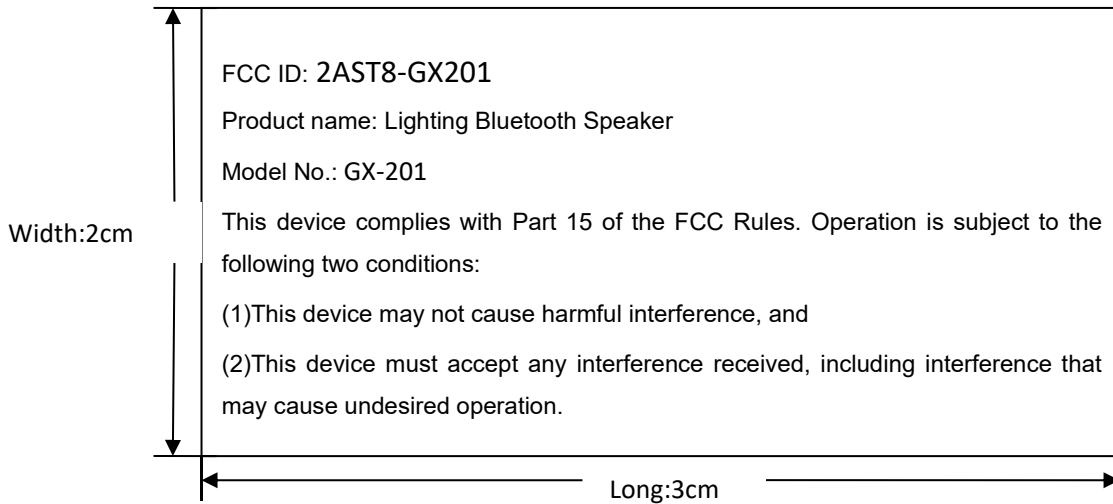 FCC ID: 2AST8-GX201
Product name: Lighting Bluetooth Speaker
Model No.: GX-201
Width:2cm
This device complies with Part 15 of the FCC Rules. Operation is subject to the
following two conditions:
(1)This device may not cause harmful interference, and
(2)This device must accept any interference received, including interference that
may cause undesired operation.
Long:3cm